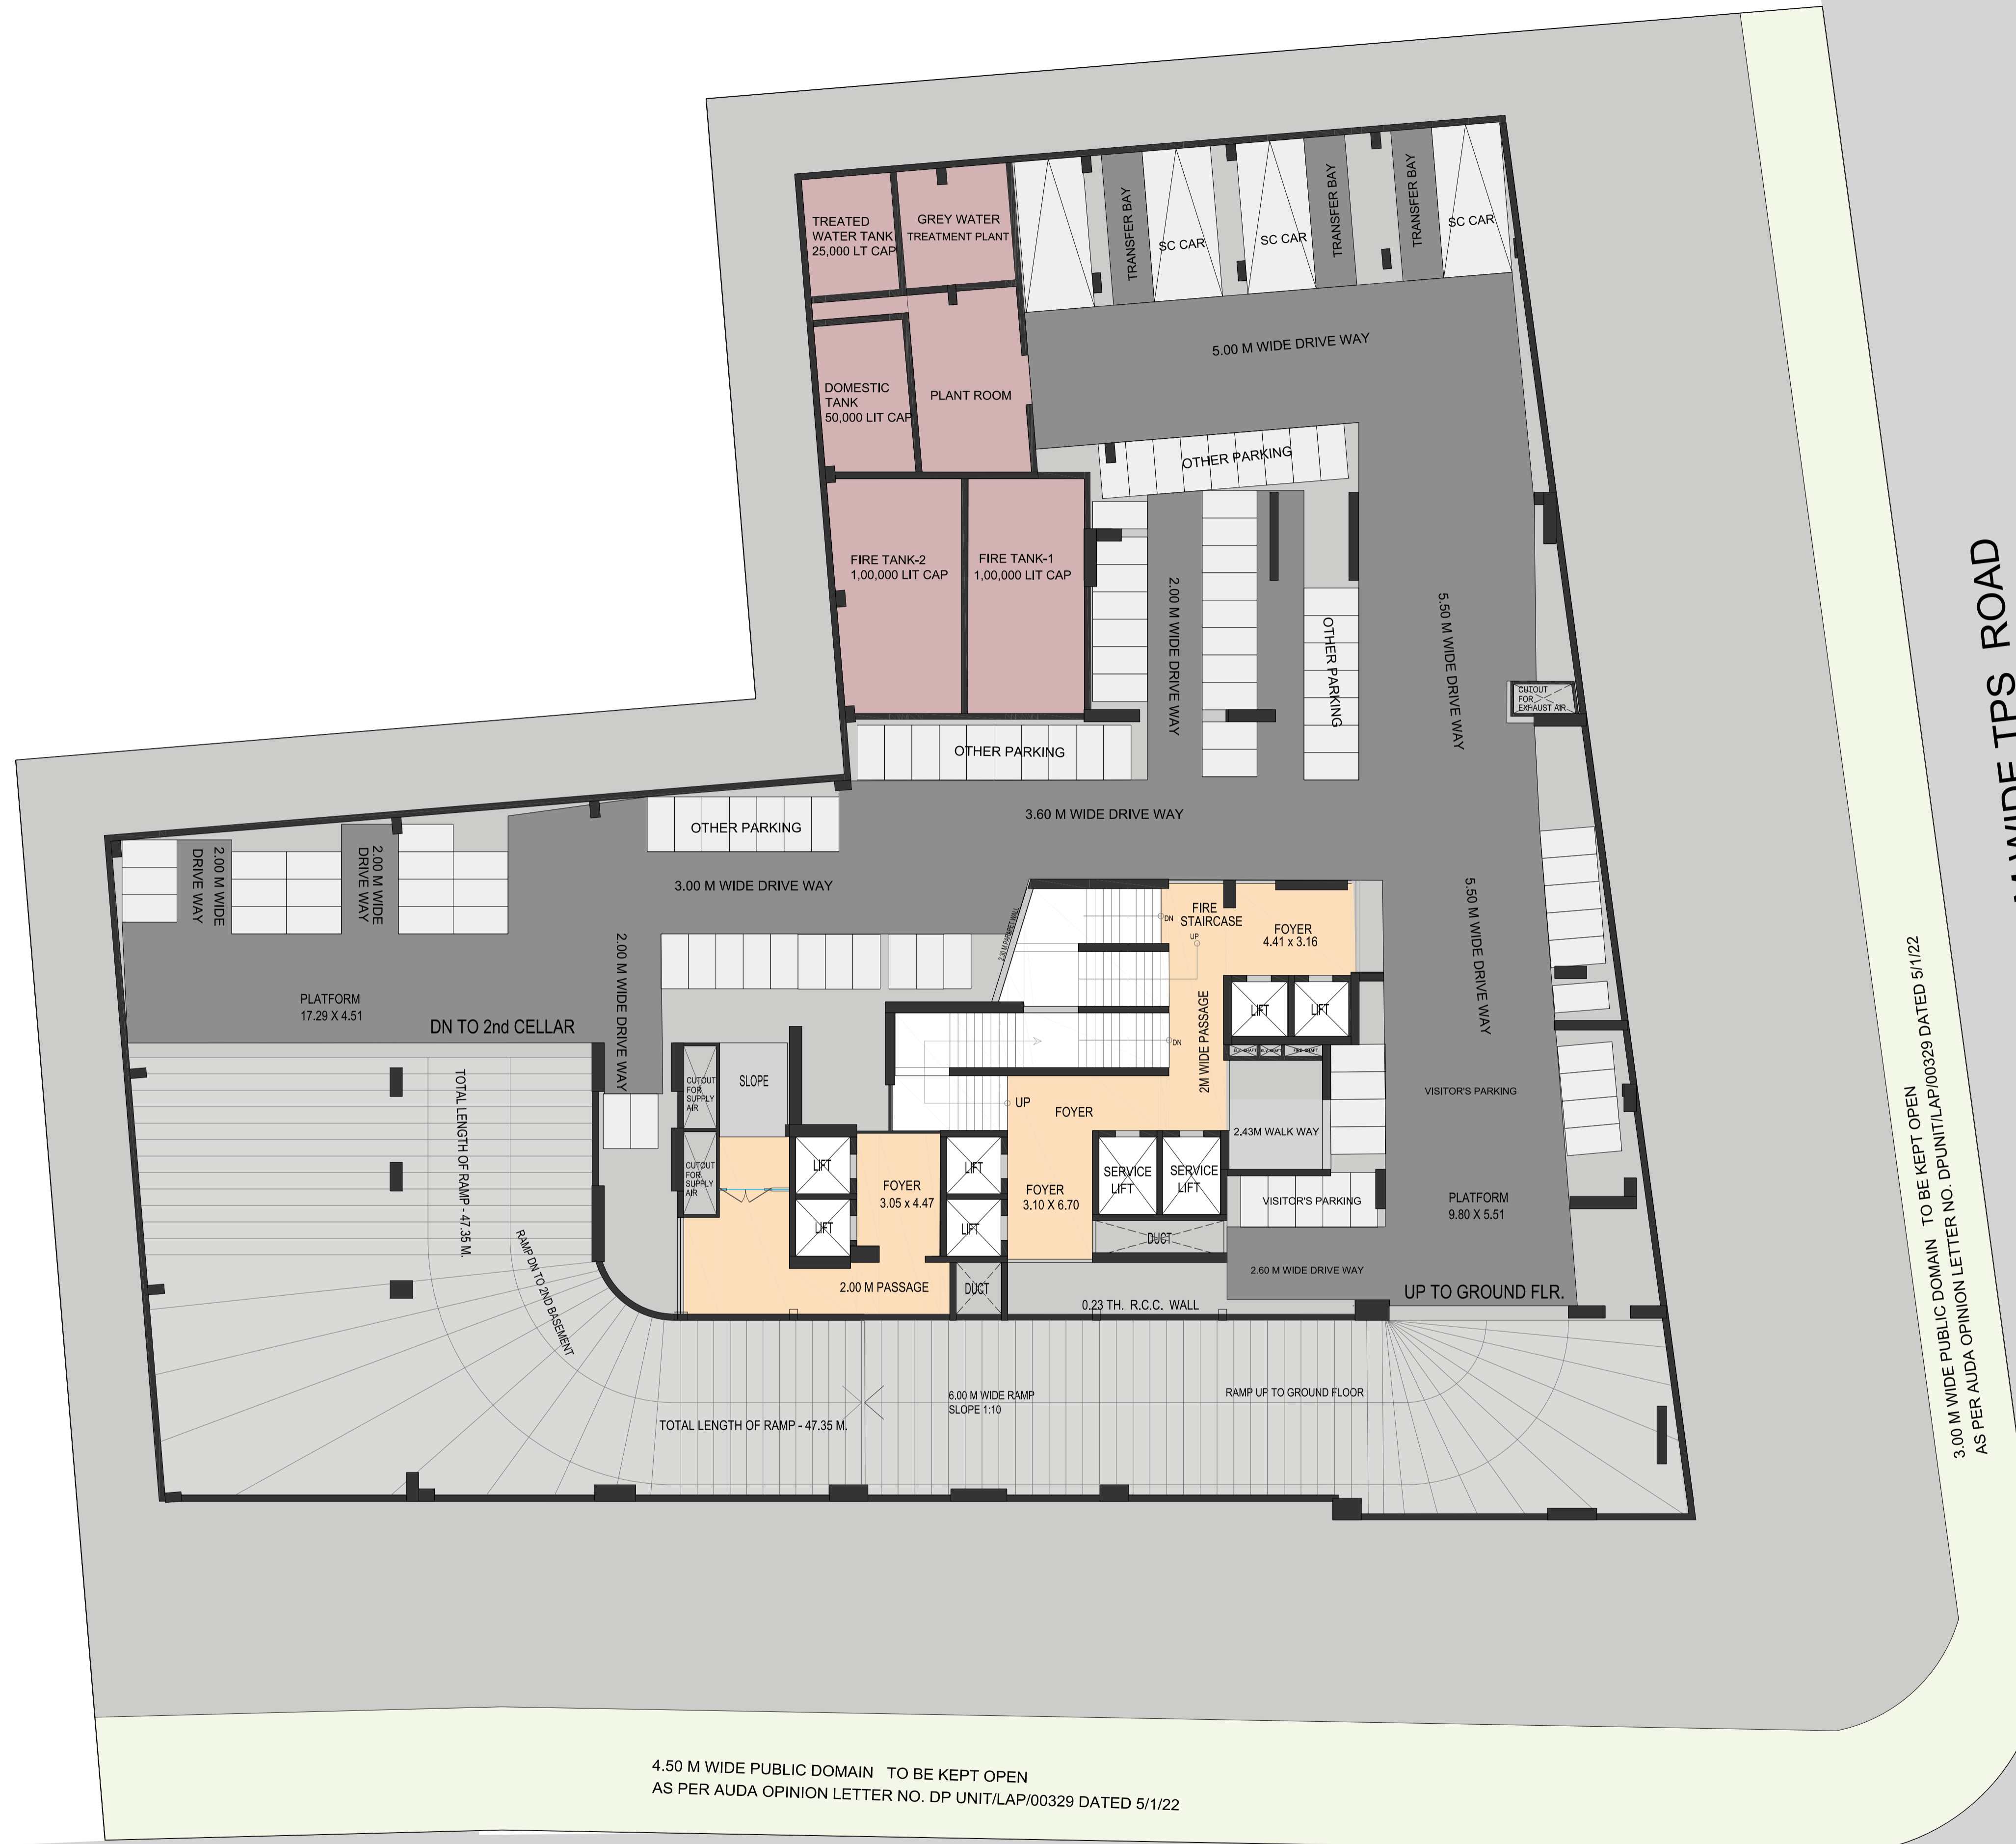 TREATED
WATER TANK
25,000 LT CAP
GREY WATER
TREATMENT PLANT
TRANSFER BAY
SC CAR
SC CAR
TRANSFER BAY
TRANSFER BAY
SC CAR
5.00 M WIDE DRIVE WAY
DOMESTIC
TANK
50,000 LIT CAP
PLANT ROOM
OTHER PARKING
FIRE TANK-2
1,00,000 LIT CAP
FIRE TANK-1
1,00,000 LIT CAP
2.00 M WIDE DRIVE WAY
OTHER PARKING
5.50 M WIDE DRIVE WAY
CUTOUT
FOR
EXHAUST AIR
WIDE TPS ROAD
OTHER PARKING
3.60 M WIDE DRIVE WAY
OTHER PARKING
2.00 M WIDE
DRIVE WAY
2.00 M WIDE
DRIVE WAY
3.00 M WIDE DRIVE WAY
2.00 M WIDE DRIVE WAY
FIRE
STAIRCASE
DN
UP
FOYER
4.41 x 3.16
5.50 M WIDE DRIVE WAY
PLATFORM
17.29 X 4.51
DN TO 2nd CELLAR
LIFT
LIFT
2M WIDE PASSAGE
DN
CUTOUT
FOR
SUPPLY
AIR
SLOPE
UP
FOYER
2.43M WALK WAY
VISITOR'S PARKING
TOTAL LENGTH OF RAMP - 47.35 M.
CUTOUT
FOR
SUPPLY
AIR
LIFT
LIFT
FOYER
3.05 x 4.47
LIFT
LIFT
FOYER
3.10 X 6.70
SERVICE
LIFT
SERVICE
LIFT
VISITOR'S PARKING
PLATFORM
9.80 X 5.51
DUCT
RAMP DN TO 2ND BASEMENT
2.00 M PASSAGE
DUCT
2.60 M WIDE DRIVE WAY
UP TO GROUND FLR.
0.23 TH. R.C.C. WALL
6.00 M WIDE RAMP
SLOPE 1:10
RAMP UP TO GROUND FLOOR
TOTAL LENGTH OF RAMP - 47.35 M.
3.00 M WIDE PUBLIC DOMAIN TO BE KEPT OPEN
AS PER AUDA OPINION LETTER NO. DPUNIT/LAP/00329 DATED 5/1/22
4.50 M WIDE PUBLIC DOMAIN TO BE KEPT OPEN
AS PER AUDA OPINION LETTER NO. DP UNIT/LAP/00329 DATED 5/1/22